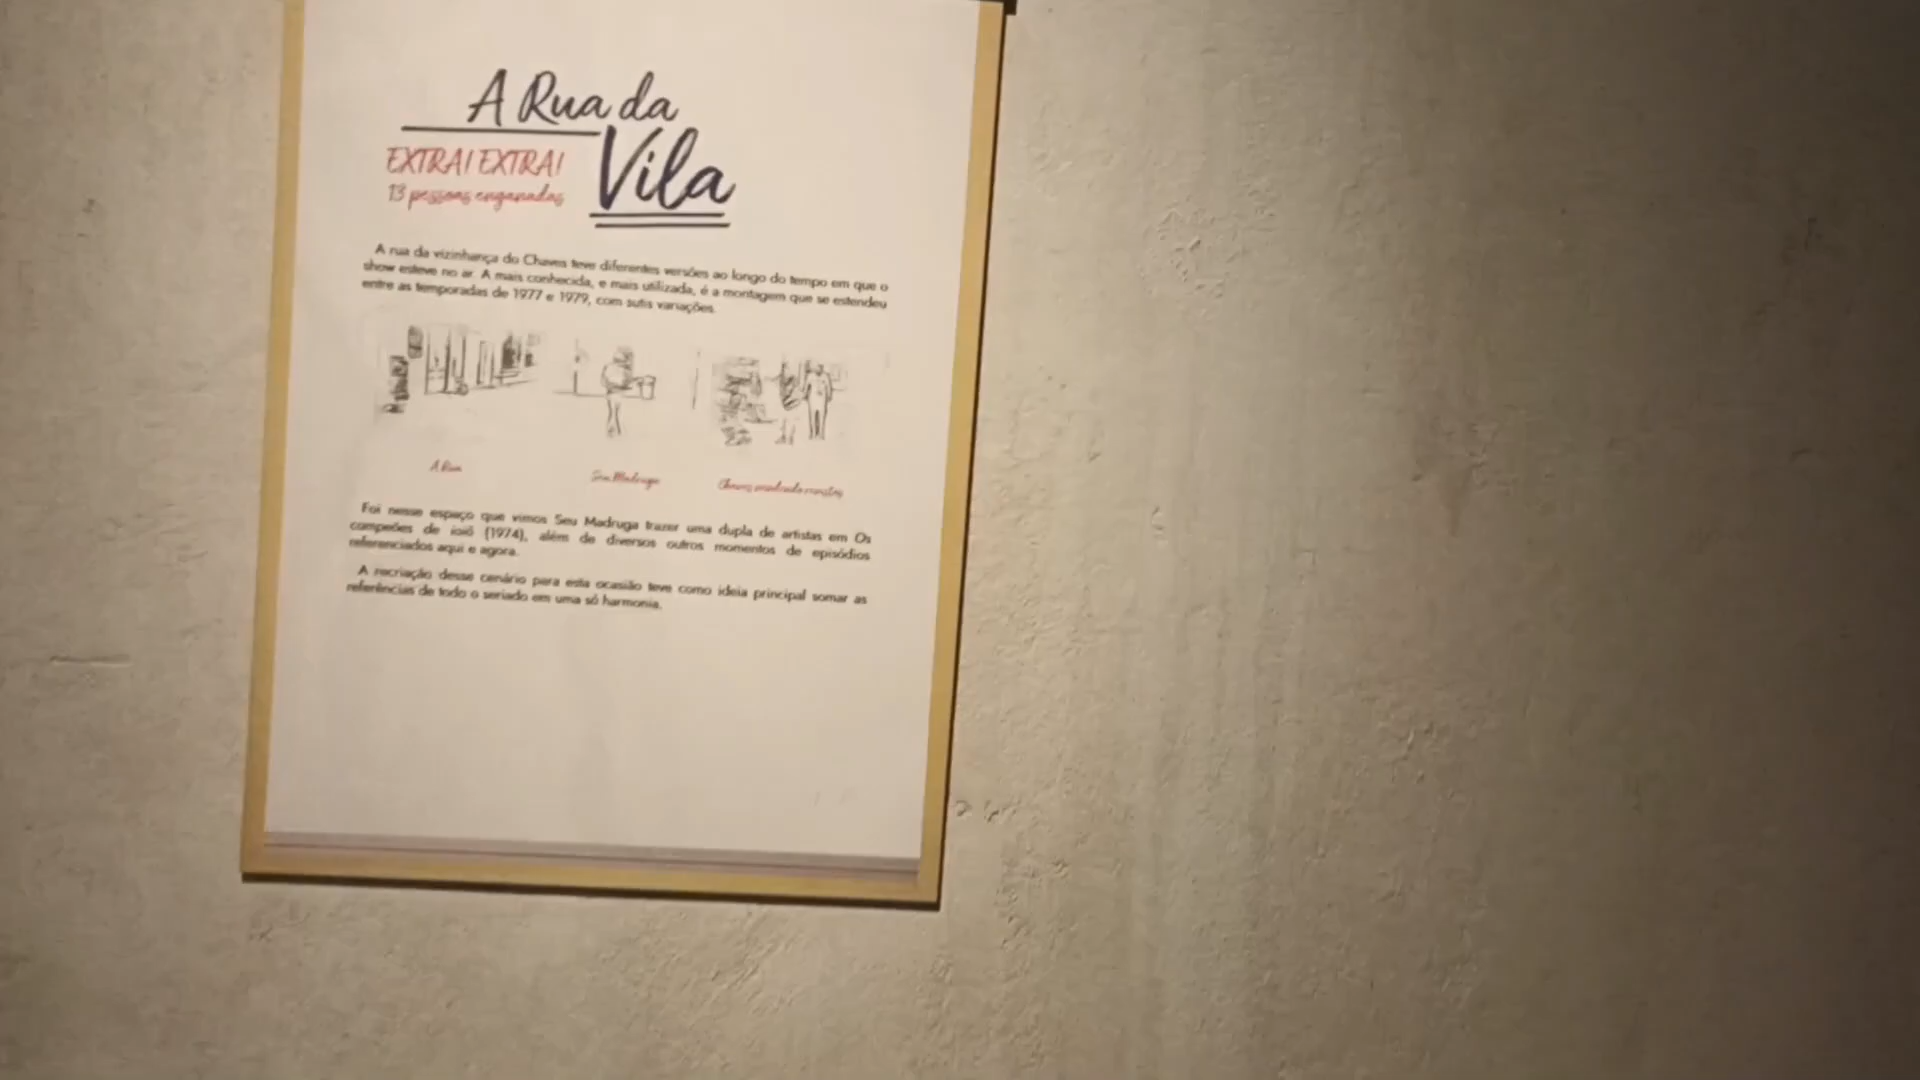 A Rua da
Vila
EXTRA! EXTRA!
13 pessoas enganadas
A rua da vizinhança do Chaves teve diferentes versões ao longo do tempo em que o
show esteve no ar. A mais conhecida, e mais utilizada, é a montagem que se estendeu
entre as temporadas de 1977 e 1979, com sutis variações.
A Rua
Seu Madruga
Chaves vendendo revistas
Foi nesse espaço que vimos Seu Madruga trazer uma dupla de artistas em Os
campeões de ioiô (1974), além de diversos outros momentos de episódios
referenciados aqui e agora.
A recriação desse cenário para esta ocasião teve como ideia principal somar as
referências de todo o seriado em uma só harmonia.